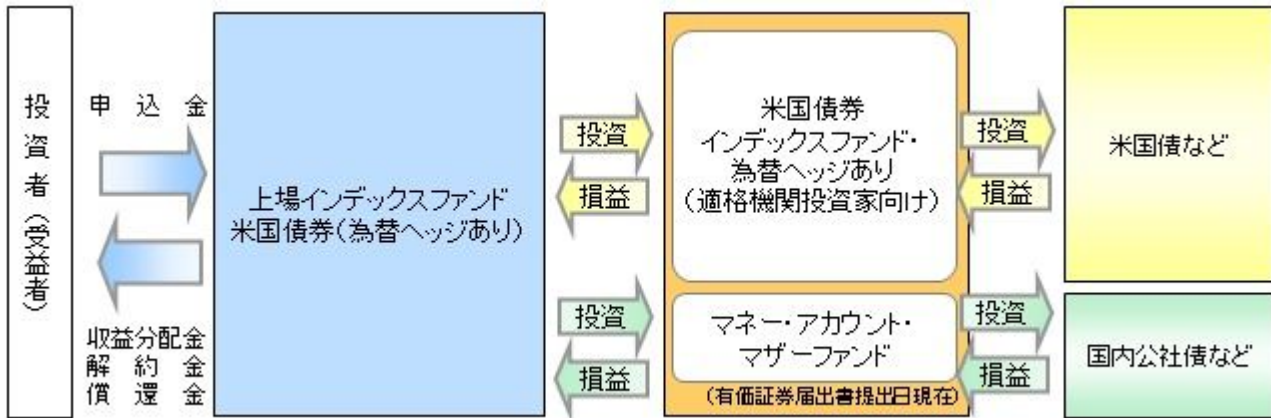 投資者(受益者)
申込金
収益分配金
解約金
償還金
上場インデックスファンド
米国債券(為替ヘッジあり)
投資
損益
投資
損益
米国債券
インデックスファンド・
為替ヘッジあり
(適格機関投資家向け)
マネー・アカウント・
マザーファンド
(有価証券届出書提出日現在)
投資
損益
投資
損益
米国債など
国内公社債など